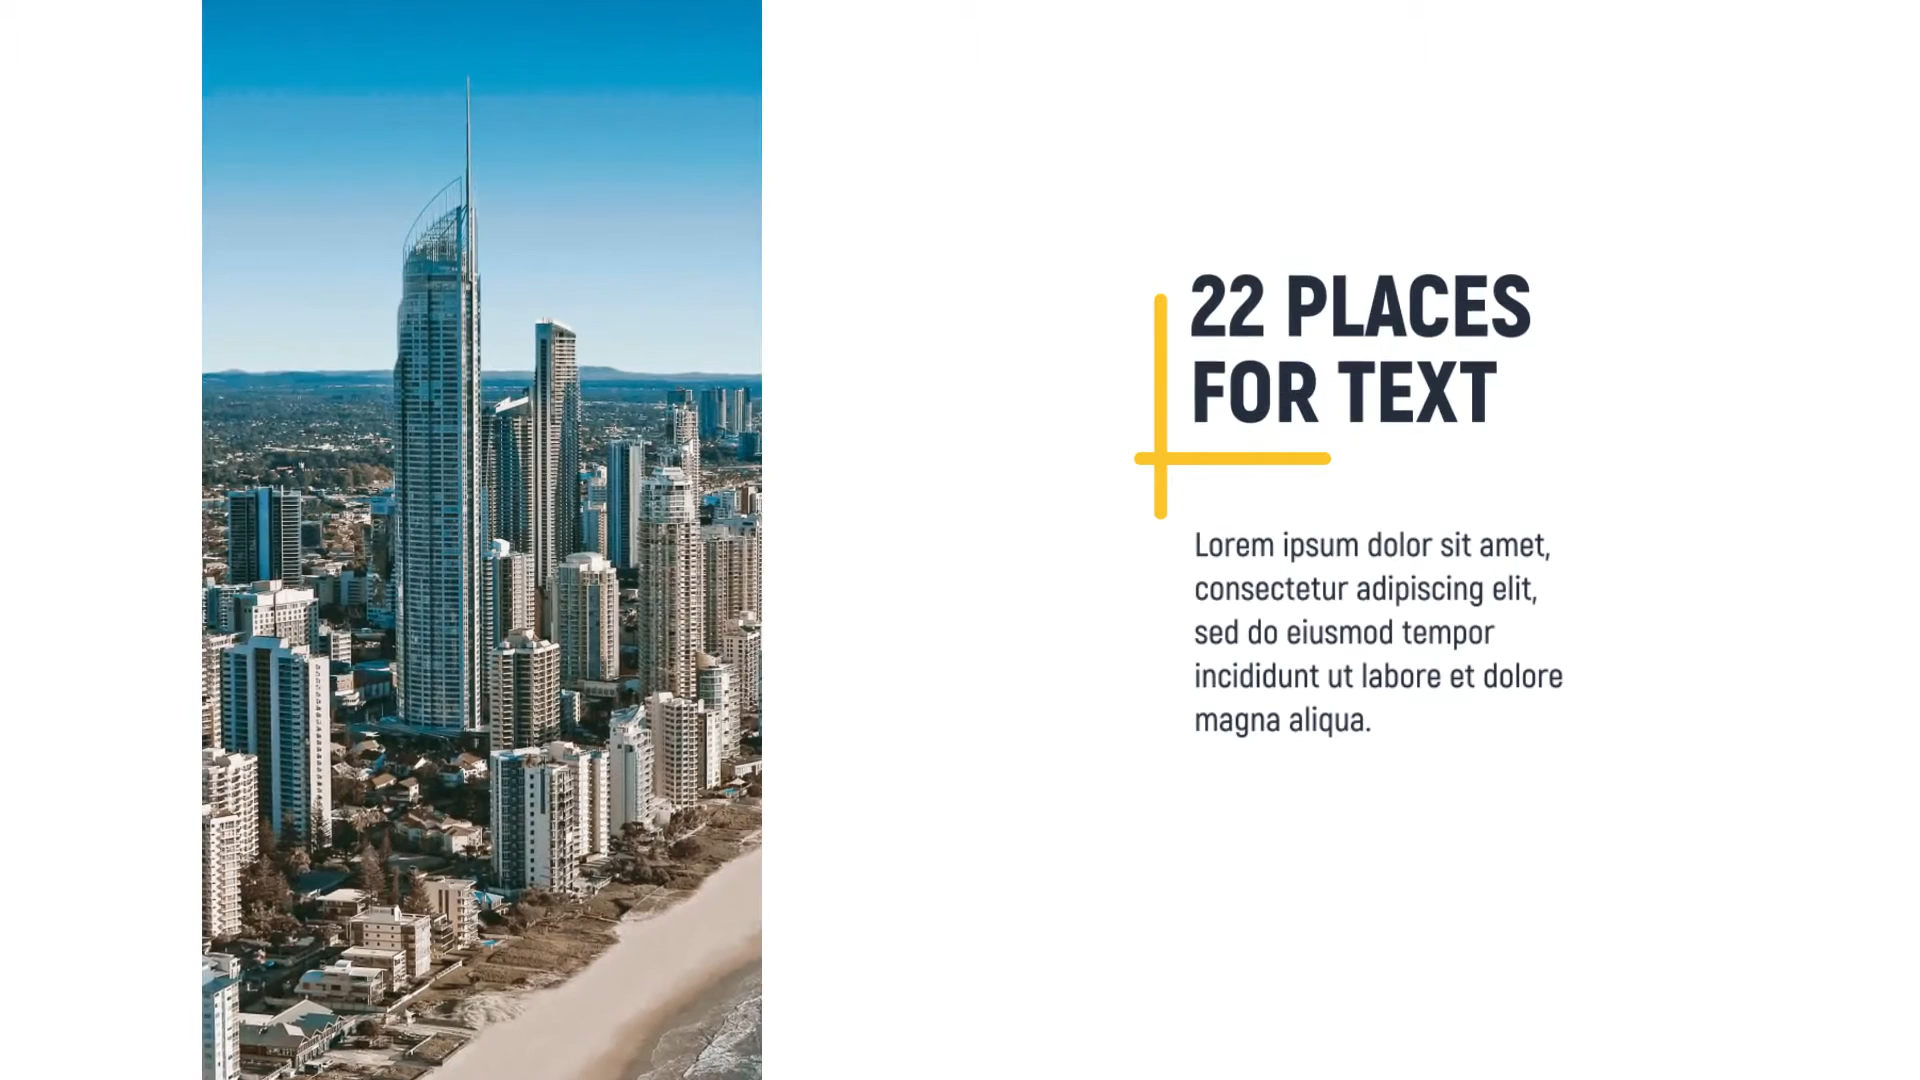 22 PLACES
FOR TEXT
Lorem ipsum dolor sit amet,
consectetur adipiscing elit,
sed do eiusmod tempor
incididunt ut labore et dolore
magna aliqua.